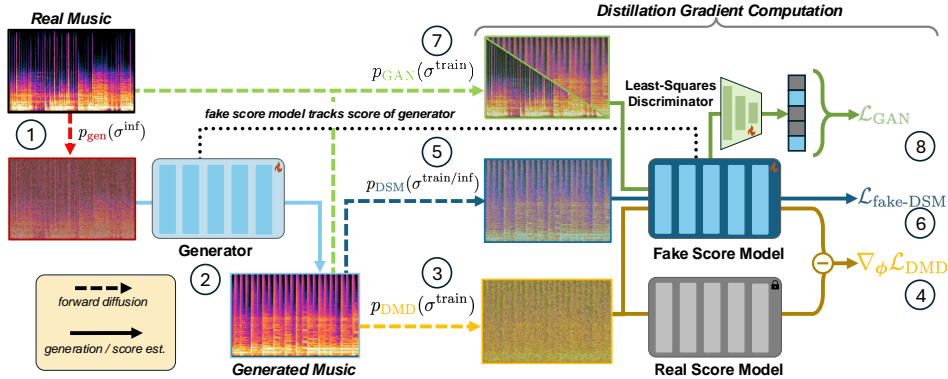 Real Music
Distillation Gradient Computation
7
p_GAN(σ^train)
Least-Squares
Discriminator
ℒ_GAN
1
p_gen(σ^inf)
fake score model tracks score of generator
8
5
p_DSM(σ^train/inf)
ℒ_fake-DSM
Generator
Fake Score Model
6
2
3
p_DMD(σ^train)
∇_ϕℒ_DMD
4
forward diffusion
generation / score est.
Generated Music
Real Score Model